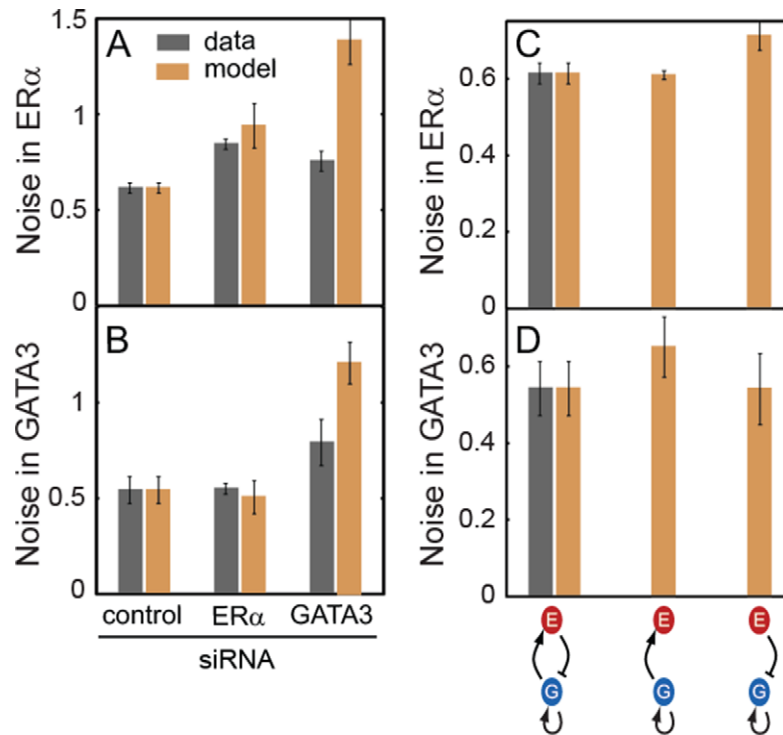 A
data
model
Noise in ERα
1.5
1
0.5
0
B
Noise in GATA3
1
0.5
0
control
ERα
GATA3
siRNA
C
Noise in ERα
0.6
0.4
0.2
0
D
Noise in GATA3
0.6
0.4
0.2
0
E
E
E
G
G
G